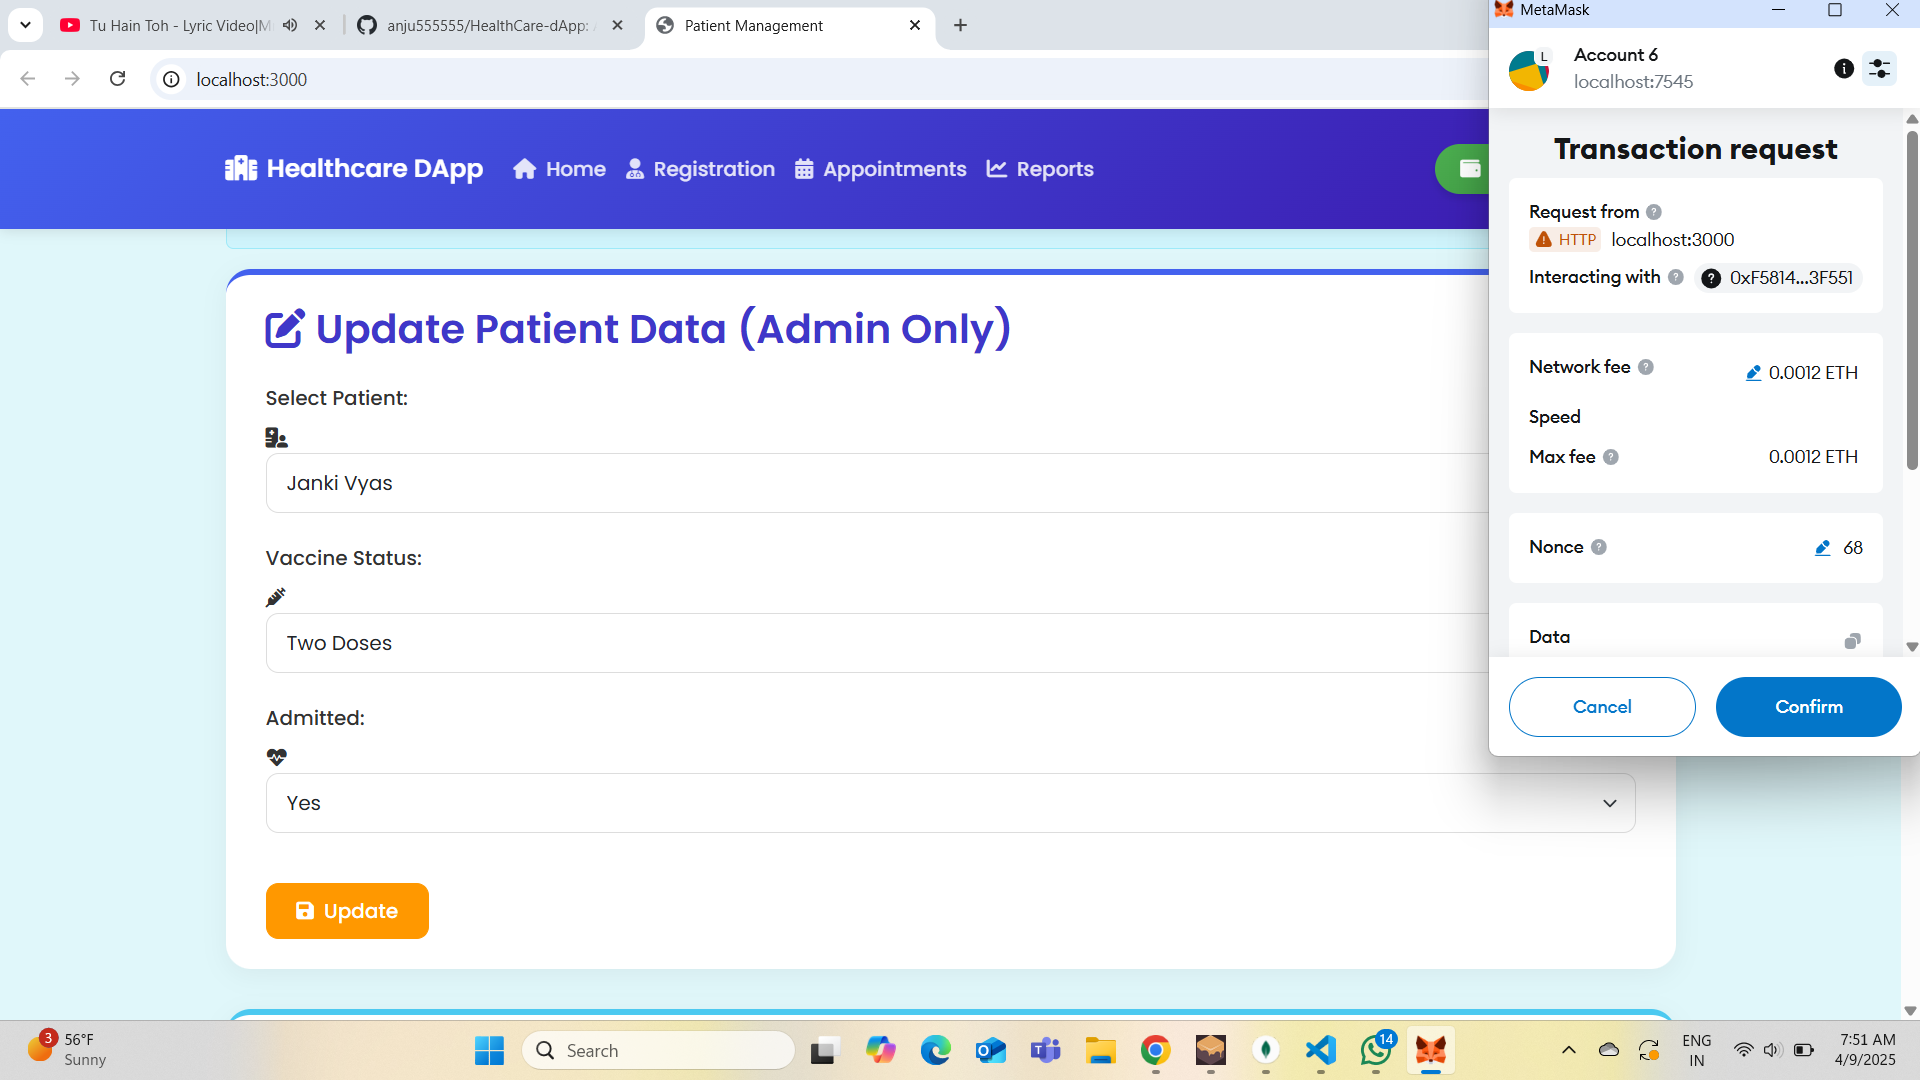 Tu Hain Toh - Lyric Video|M
anju555555/HealthCare-dApp:
Patient Management
localhost:3000
Healthcare DApp
Home
Registration
Appointments
Reports
Update Patient Data (Admin Only)
Select Patient:
Janki Vyas
Vaccine Status:
Two Doses
Admitted:
Yes
Update
MetaMask
L
Account 6
localhost:7545
Transaction request
Request from
HTTP localhost:3000
Interacting with 0xF5814...3F551
Network fee 0.0012 ETH
Speed
Max fee 0.0012 ETH
Nonce 68
Data
Cancel
Confirm
3
56°F
Sunny
Search
14
ENG
IN
7:51 AM
4/9/2025